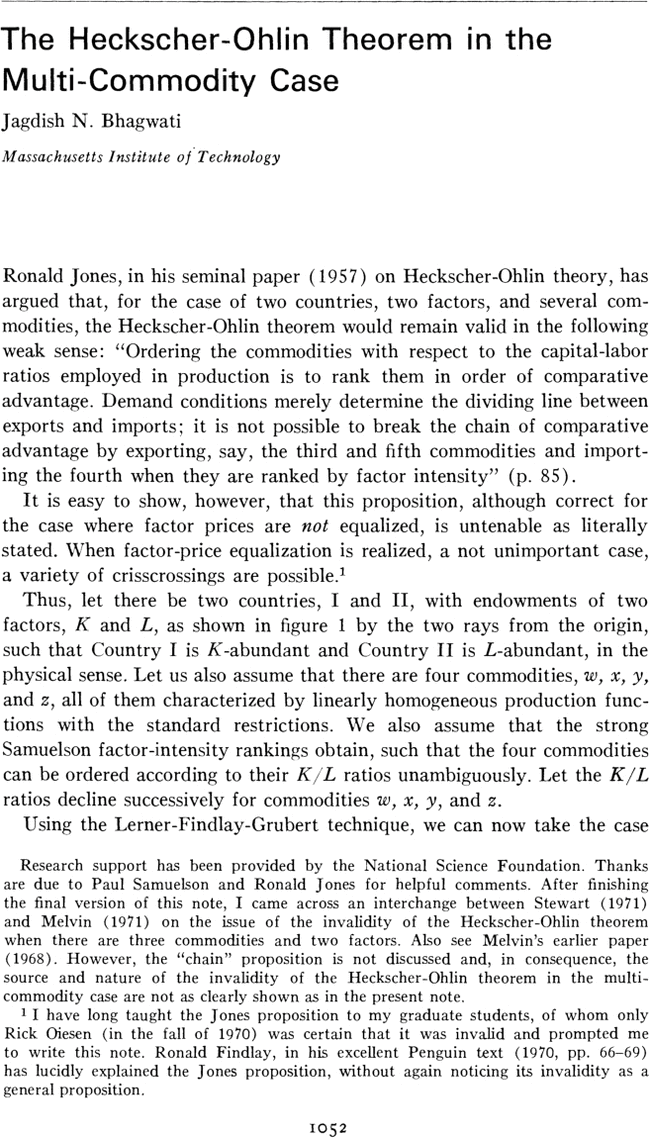 The Heckscher-Ohlin Theorem in the
Multi-Commodity Case
Jagdish N. Bhagwati
Massachusetts Institute of Technology
Ronald Jones, in his seminal paper (1957) on Heckscher-Ohlin theory, has
argued that, for the case of two countries, two factors, and several com-
modities, the Heckscher-Ohlin theorem would remain valid in the following
weak sense: “Ordering the commodities with respect to the capital-labor
ratios employed in production is to rank them in order of comparative
advantage. Demand conditions merely determine the dividing line between
exports and imports; it is not possible to break the chain of comparative
advantage by exporting, say, the third and fifth commodities and import-
ing the fourth when they are ranked by factor intensity” (p. 85).
It is easy to show, however, that this proposition, although correct for
the case where factor prices are not equalized, is untenable as literally
stated. When factor-price equalization is realized, a not unimportant case,
a variety of crisscrossings are possible.¹
Thus, let there be two countries, I and II, with endowments of two
factors, K and L, as shown in figure 1 by the two rays from the origin,
such that Country I is K-abundant and Country II is L-abundant, in the
physical sense. Let us also assume that there are four commodities, w, x, y,
and z, all of them characterized by linearly homogeneous production func-
tions with the standard restrictions. We also assume that the strong
Samuelson factor-intensity rankings obtain, such that the four commodities
can be ordered according to their K/L ratios unambiguously. Let the K/L
ratios decline successively for commodities w, x, y, and z.
Using the Lerner-Findlay-Grubert technique, we can now take the case
Research support has been provided by the National Science Foundation. Thanks
are due to Paul Samuelson and Ronald Jones for helpful comments. After finishing
the final version of this note, I came across an interchange between Stewart (1971)
and Melvin (1971) on the issue of the invalidity of the Heckscher-Ohlin theorem
when there are three commodities and two factors. Also see Melvin's earlier paper
(1968). However, the “chain” proposition is not discussed and, in consequence, the
source and nature of the invalidity of the Heckscher-Ohlin theorem in the multi-
commodity case are not as clearly shown as in the present note.
¹ I have long taught the Jones proposition to my graduate students, of whom only
Rick Oiesen (in the fall of 1970) was certain that it was invalid and prompted me
to write this note. Ronald Findlay, in his excellent Penguin text (1970, pp. 66–69)
has lucidly explained the Jones proposition, without again noticing its invalidity as a
general proposition.
1052